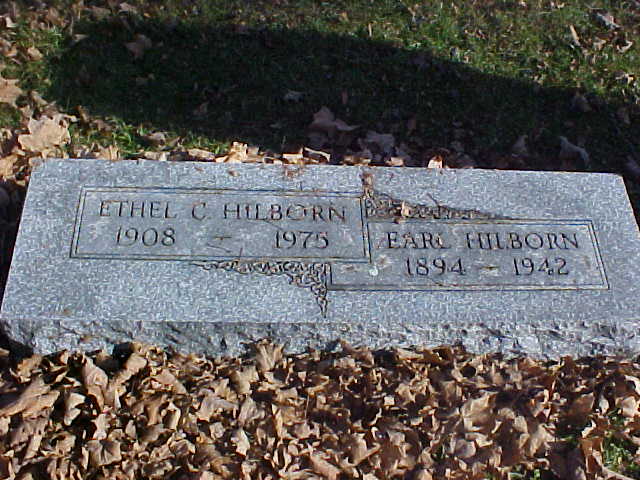 ETHEL C. HILBORN
1908 – 1975
EARL HILBORN
1894 – 1942